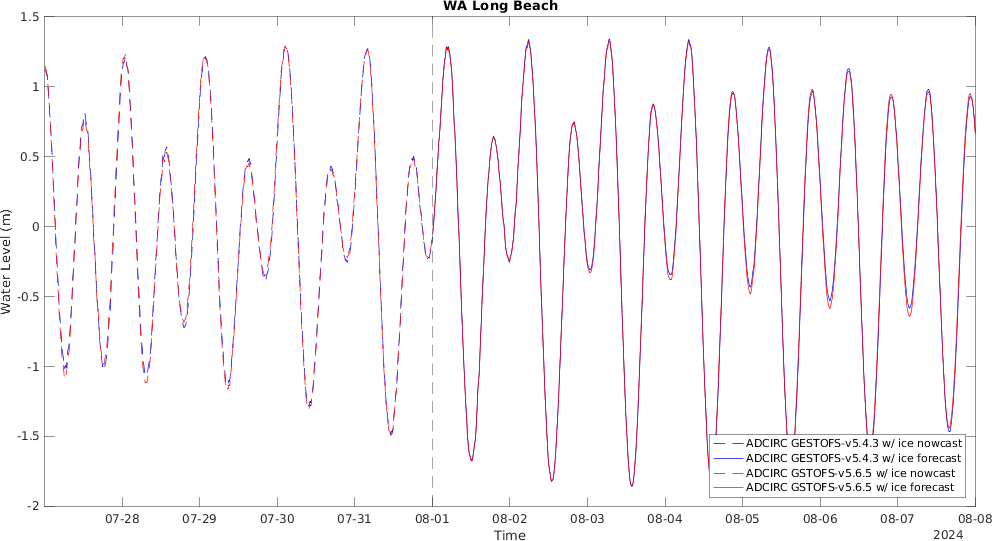 WA Long Beach
1.5
1
0.5
0
-0.5
-1
-1.5
-2
Water Level (m)
ADCIRC GESTOFS-v5.4.3 w/ ice nowcast
ADCIRC GESTOFS-v5.4.3 w/ ice forecast
ADCIRC GSTOFS-v5.6.5 w/ ice nowcast
ADCIRC GSTOFS-v5.6.5 w/ ice forecast
07-28 07-29 07-30 07-31 08-01 08-02 08-03 08-04 08-05 08-06 08-07 08-08
Time
2024